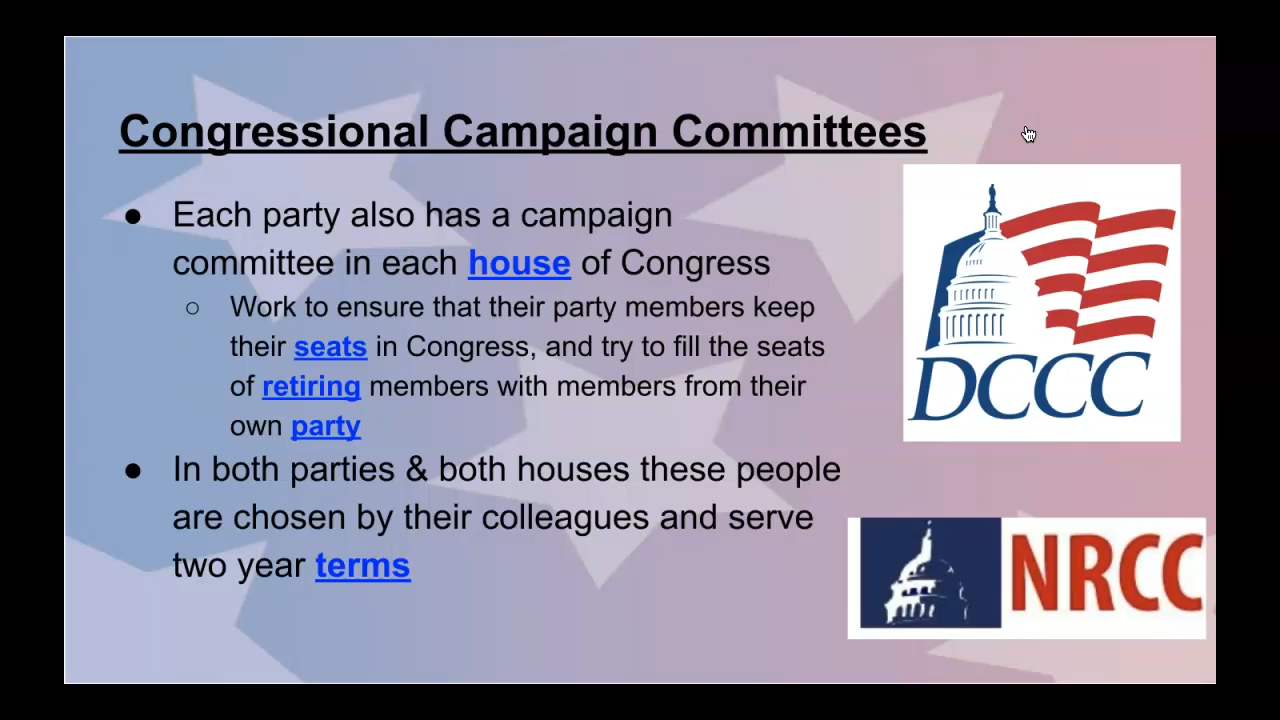 Congressional Campaign Committees
● Each party also has a campaign
committee in each house of Congress
○ Work to ensure that their party members keep
their seats in Congress, and try to fill the seats
of retiring members with members from their
own party
● In both parties & both houses these people
are chosen by their colleagues and serve
two year terms
DCCC
NRCC